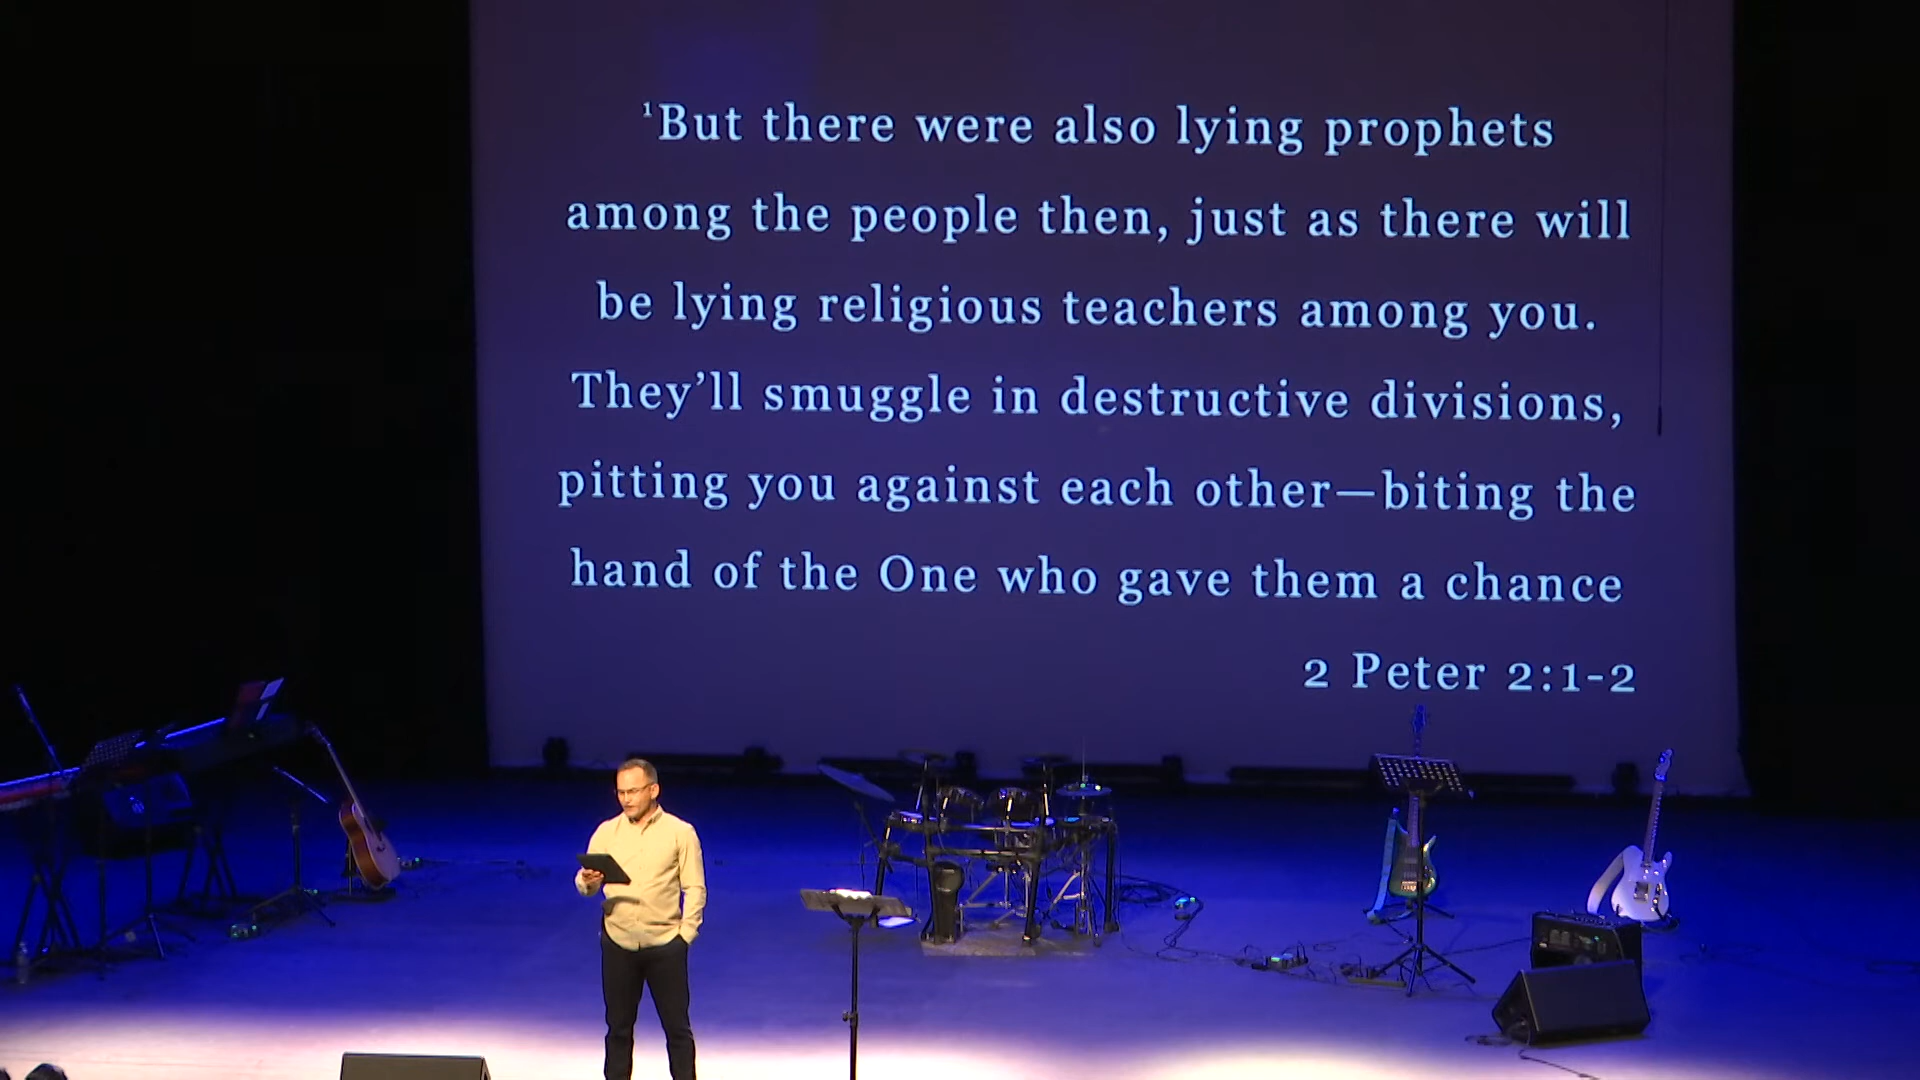 ¹But there were also lying prophets
among the people then, just as there will
be lying religious teachers among you.
They’ll smuggle in destructive divisions,
pitting you against each other—biting the
hand of the One who gave them a chance
2 Peter 2:1-2